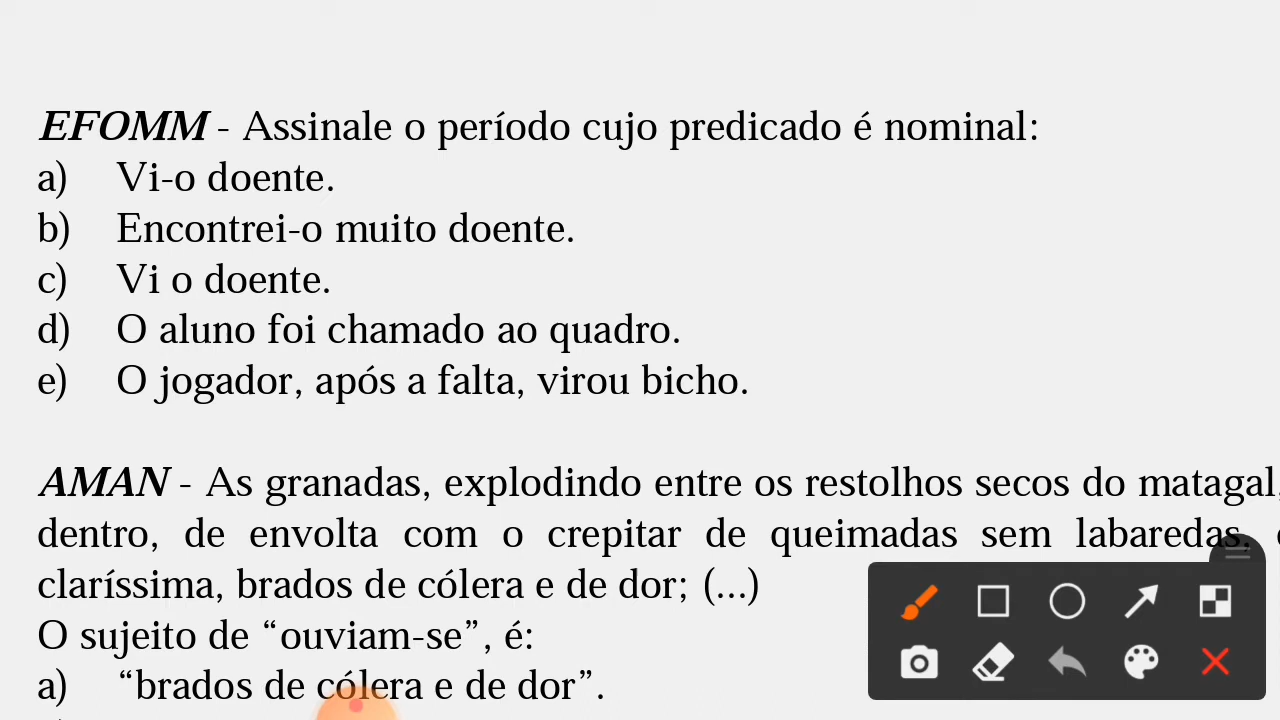 EFOMM - Assinale o período cujo predicado é nominal:
a) Vi-o doente.
b) Encontrei-o muito doente.
c) Vi o doente.
d) O aluno foi chamado ao quadro.
e) O jogador, após a falta, virou bicho.
AMAN - As granadas, explodindo entre os restolhos secos do matagal,
dentro, de envolta com o crepitar de queimadas sem labaredas,
claríssima, brados de cólera e de dor; (...)
O sujeito de “ouviam-se”, é:
a) “brados de cólera e de dor”.